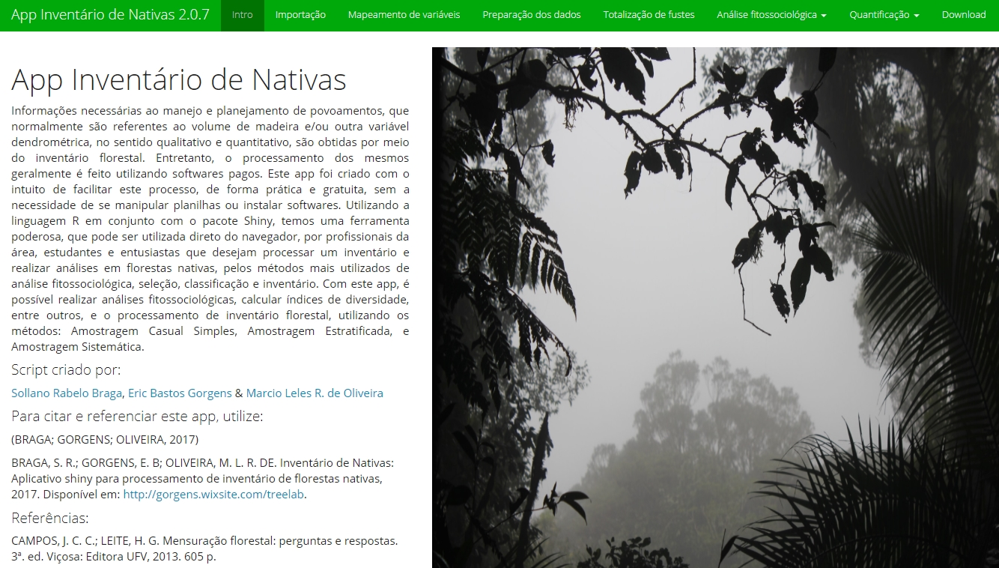 App Inventário de Nativas 2.0.7 Intro Importação Mapeamento de variáveis Preparação dos dados Totalização de fustes Análise fitossociológica Quantificação Download
App Inventário de Nativas
Informações necessárias ao manejo e planejamento de povoamentos, que
normalmente são referentes ao volume de madeira e/ou outra variável
dendrométrica, no sentido qualitativo e quantitativo, são obtidas por meio
do inventário florestal. Entretanto, o processamento dos mesmos
geralmente é feito utilizando softwares pagos. Este app foi criado com o
intuito de facilitar este processo, de forma prática e gratuita, sem a
necessidade de se manipular planilhas ou instalar softwares. Utilizando a
linguagem R em conjunto com o pacote Shiny, temos uma ferramenta
poderosa, que pode ser utilizada direto do navegador, por profissionais da
área, estudantes e entusiastas que desejam processar um inventário e
realizar análises em florestas nativas, pelos métodos mais utilizados de
análise fitossociológica, seleção, classificação e inventário. Com este app, é
possível realizar análises fitossociológicas, calcular índices de diversidade,
entre outros, e o processamento de inventário florestal, utilizando os
métodos: Amostragem Casual Simples, Amostragem Estratificada, e
Amostragem Sistemática.
Script criado por:
Sollano Rabelo Braga, Eric Bastos Gorgens & Marcio Leles R. de Oliveira
Para citar e referenciar este app, utilize:
(BRAGA; GORGENS; OLIVEIRA, 2017)
BRAGA, S. R.; GORGENS, E. B; OLIVEIRA, M. L. R. DE. Inventário de Nativas:
Aplicativo shiny para processamento de inventário de florestas nativas,
2017. Disponível em: http://gorgens.wixsite.com/treelab.
Referências:
CAMPOS, J. C. C.; LEITE, H. G. Mensuração florestal: perguntas e respostas.
3ª. ed. Viçosa: Editora UFV, 2013. 605 p.